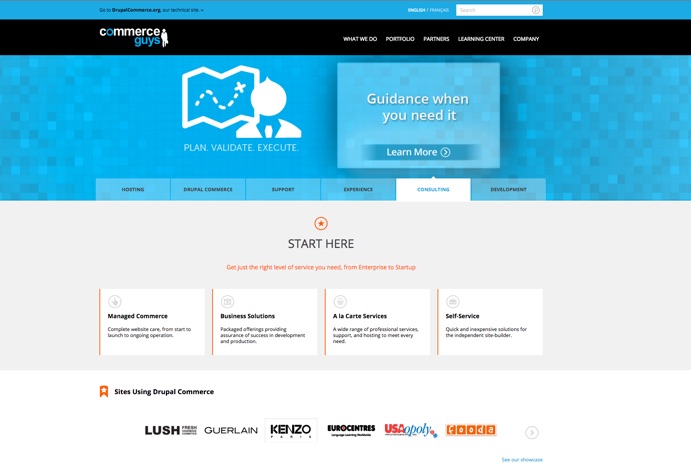 Go to DrupalCommerce.org, our technical site.
ENGLISH / FRANÇAIS
Search
commerce guys
WHAT WE DO
PORTFOLIO
PARTNERS
LEARNING CENTER
COMPANY
PLAN. VALIDATE. EXECUTE.
Guidance when
you need it
Learn More
HOSTING
DRUPAL COMMERCE
SUPPORT
EXPERIENCE
CONSULTING
DEVELOPMENT
START HERE
Get just the right level of service you need, from Enterprise to Startup
Managed Commerce
Complete website care, from start to
launch to ongoing operation.
Business Solutions
Packaged offerings providing
assurance of success in development
and production.
A la Carte Services
A wide range of professional services,
support, and hosting to meet every
need.
Self-Service
Quick and inexpensive solutions for
the independent site-builder.
Sites Using Drupal Commerce
LUSH FRESH HANDMADE COSMETICS
GUERLAIN
KENZO
PARIS
EUROCENTRES
Language Learning Worldwide
USAopoly
cooda
See our showcase